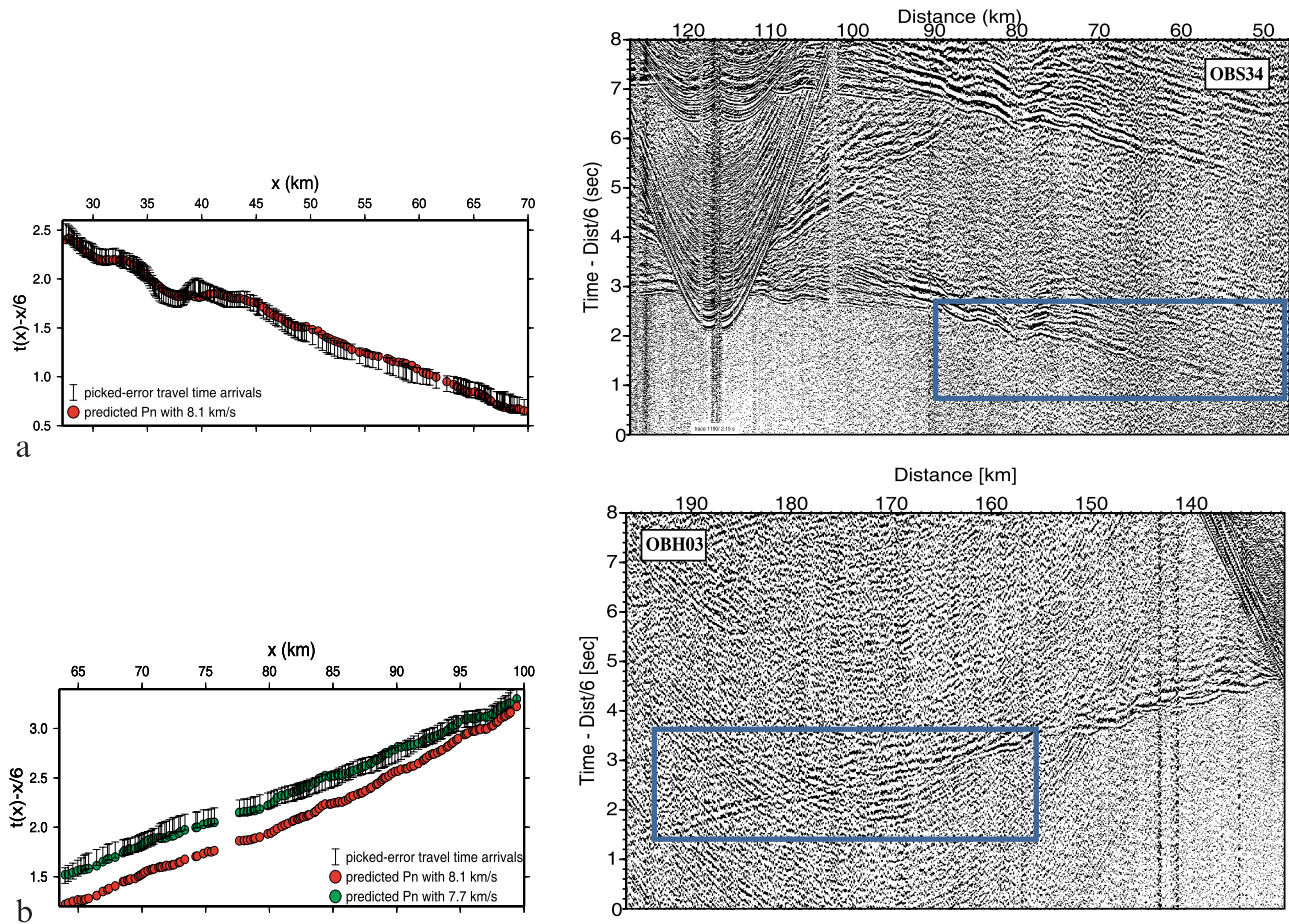 x (km)
30 35 40 45 50 55 60 65 70
2.5
2.0
1.5
1.0
0.5
t(x)-x/6
picked-error travel time arrivals
predicted Pn with 8.1 km/s
a
Distance (km)
120 110 100 90 80 70 60 50
8
7
6
5
4
3
2
1
0
Time - Dist/6 (sec)
OBS34
trace 1190/ 2.15 s
x (km)
65 70 75 80 85 90 95 100
3.0
2.5
2.0
1.5
t(x)-x/6
picked-error travel time arrivals
predicted Pn with 8.1 km/s
predicted Pn with 7.7 km/s
b
Distance [km]
190 180 170 160 150 140
8
7
6
5
4
3
2
1
0
Time - Dist/6 [sec]
OBH03